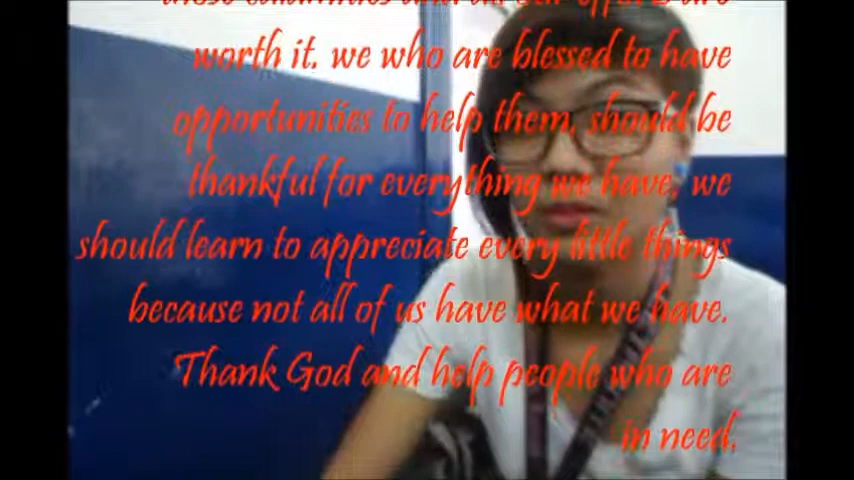 worth it. we who are blessed to have
opportunities to help them, should be
thankful for everything we have. we
should learn to appreciate every little things
because not all of us have what we have.
Thank God and help people who are
in need.